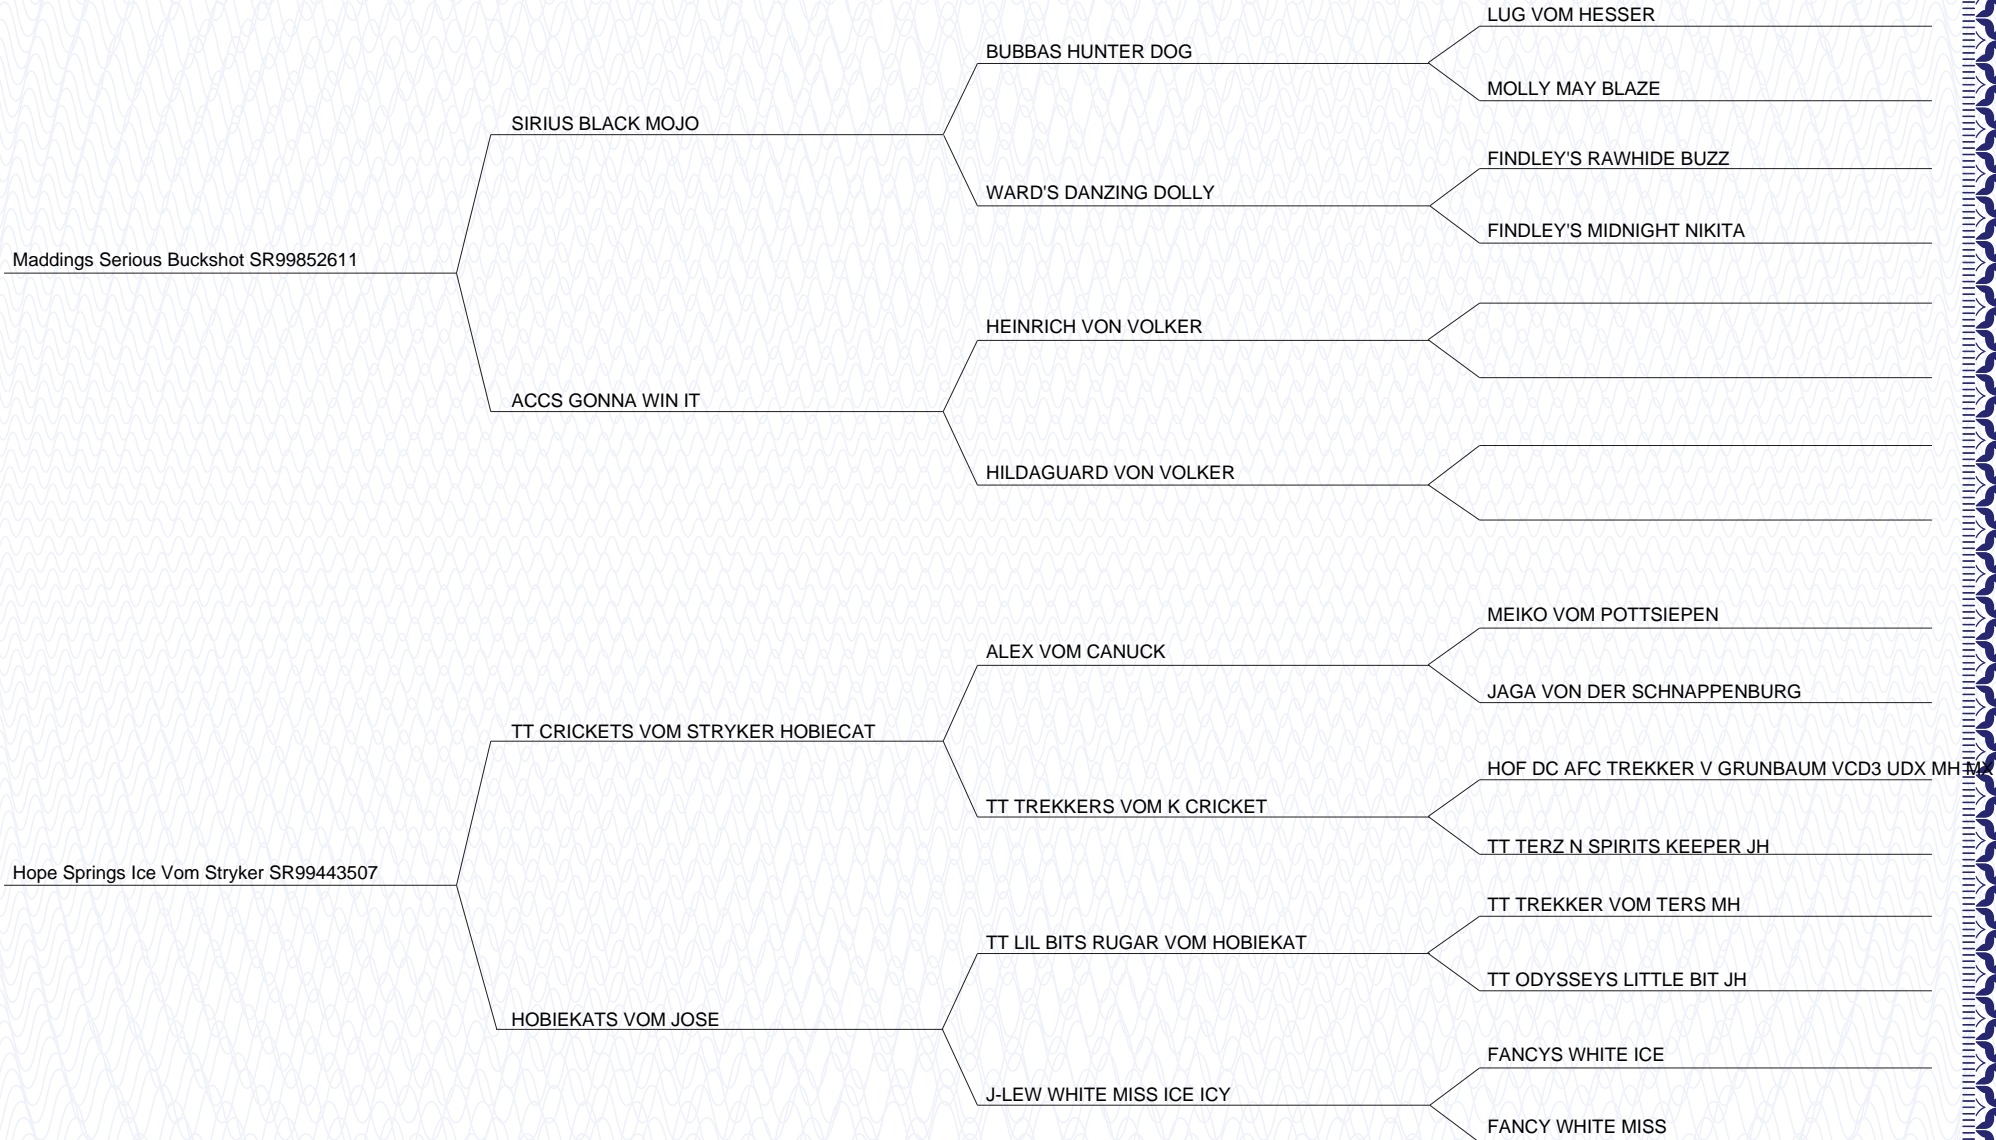 LUG VOM HESSER
BUBBAS HUNTER DOG
MOLLY MAY BLAZE
SIRIUS BLACK MOJO
FINDLEY'S RAWHIDE BUZZ
WARD'S DANZING DOLLY
FINDLEY'S MIDNIGHT NIKITA
Maddings Serious Buckshot SR99852611
HEINRICH VON VOLKER
ACCS GONNA WIN IT
HILDAGUARD VON VOLKER
MEIKO VOM POTTSIEPEN
ALEX VOM CANUCK
JAGA VON DER SCHNAPPENBURG
TT CRICKETS VOM STRYKER HOBIECAT
HOF DC AFC TREKKER V GRUNBAUM VCD3 UDX MH MX
TT TREKKERS VOM K CRICKET
TT TERZ N SPIRITS KEEPER JH
Hope Springs Ice Vom Stryker SR99443507
TT TREKKER VOM TERS MH
TT LIL BITS RUGAR VOM HOBIEKAT
TT ODYSSEYS LITTLE BIT JH
HOBIEKATS VOM JOSE
FANCYS WHITE ICE
J-LEW WHITE MISS ICE ICY
FANCY WHITE MISS